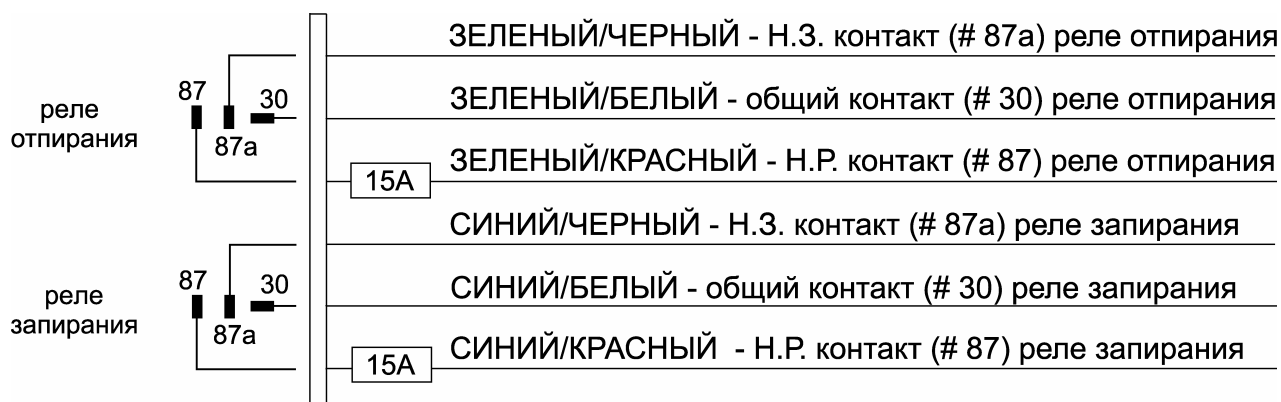 ЗЕЛЕНЫЙ/ЧЕРНЫЙ - Н.З. контакт (# 87а) реле отпирания
87
30
реле
отпирания
87а
ЗЕЛЕНЫЙ/БЕЛЫЙ - общий контакт (# 30) реле отпирания
ЗЕЛЕНЫЙ/КРАСНЫЙ - Н.Р. контакт (# 87) реле отпирания
15А
СИНИЙ/ЧЕРНЫЙ - Н.З. контакт (# 87а) реле запирания
87
30
реле
запирания
87а
СИНИЙ/БЕЛЫЙ - общий контакт (# 30) реле запирания
СИНИЙ/КРАСНЫЙ - Н.Р. контакт (# 87) реле запирания
15А